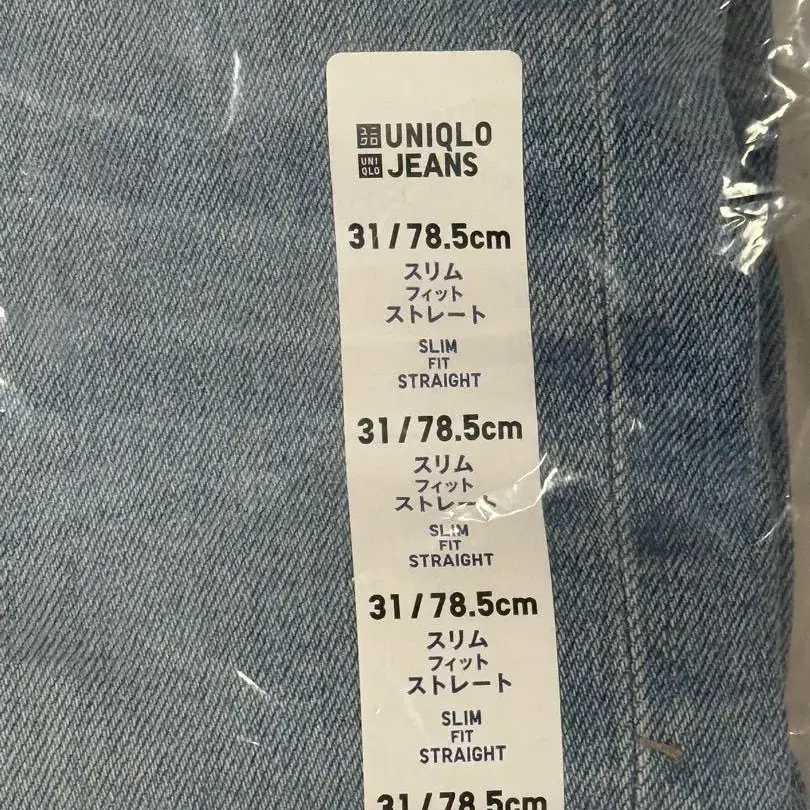 ユニ
クロ
UNIQLO
UNI
QLO
JEANS
31/78.5cm
スリム
フィット
ストレート
SLIM
FIT
STRAIGHT
31/78.5cm
スリム
フィット
ストレート
SLIM
FIT
STRAIGHT
31/78.5cm
スリム
フィット
ストレート
SLIM
FIT
STRAIGHT
31/78.5cm